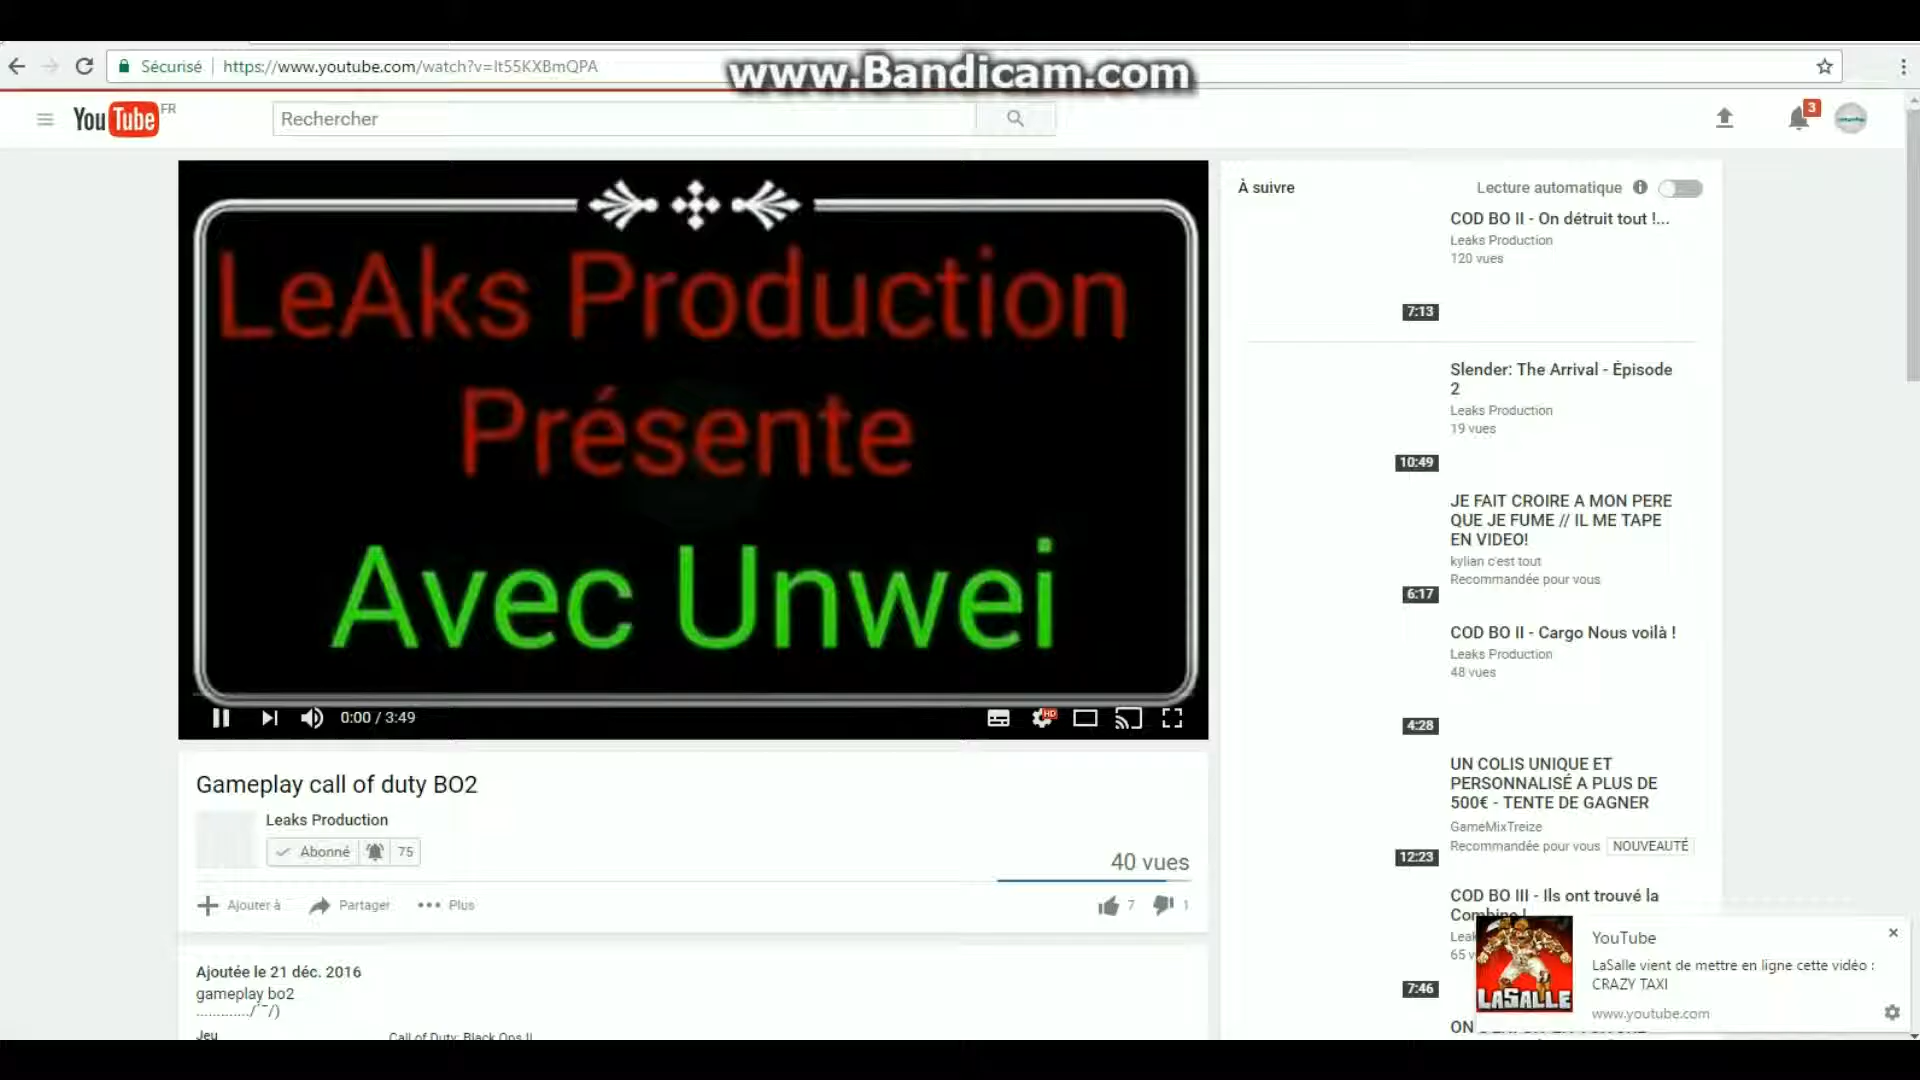 Sécurisé
https://www.youtube.com/watch?v=It55KXBmQPA
www.Bandicam.com
YouTube FR
Rechercher
3
LeAks Production
Présente
Avec Unwei
0:00 / 3:49
HD
Gameplay call of duty BO2
Leaks Production
Abonné
75
40 vues
Ajouter à
Partager
Plus
7
1
Ajoutée le 21 déc. 2016
gameplay bo2
............./´¯/)
Jeu
Call of Duty: Black Ops II
À suivre
Lecture automatique
COD BO II - On détruit tout !...
Leaks Production
120 vues
7:13
Slender: The Arrival - Épisode
2
Leaks Production
19 vues
10:49
JE FAIT CROIRE A MON PERE
QUE JE FUME // IL ME TAPE
EN VIDEO!
kylian c'est tout
Recommandée pour vous
6:17
COD BO II - Cargo Nous voilà !
Leaks Production
48 vues
4:28
UN COLIS UNIQUE ET
PERSONNALISÉ A PLUS DE
500€ - TENTE DE GAGNER
GameMixTreize
Recommandée pour vous
NOUVEAUTÉ
12:23
COD BO III - Ils ont trouvé la
Combine !
Leak
65 v
7:46
ON
LASALLE
YouTube
LaSalle vient de mettre en ligne cette vidéo :
CRAZY TAXI
www.youtube.com